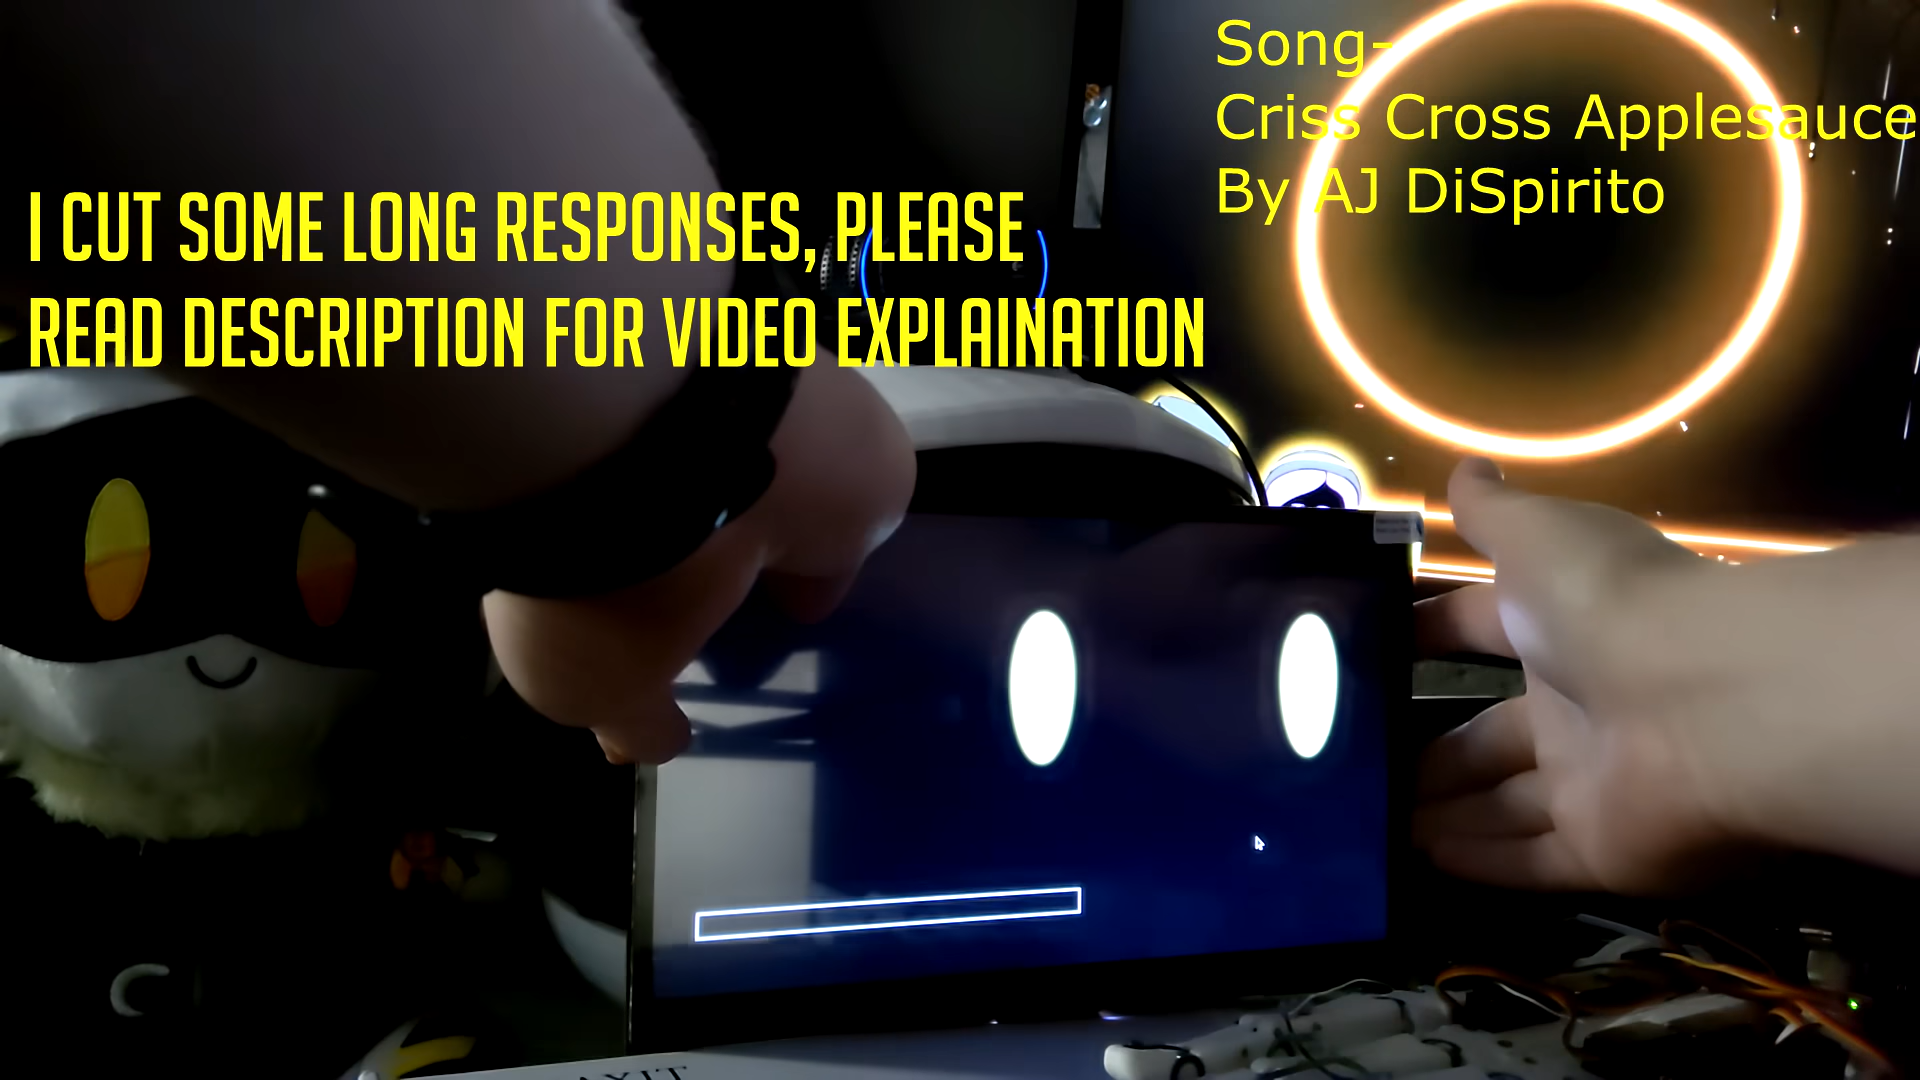 Song-
Criss Cross Applesauce
By AJ DiSpirito
I CUT SOME LONG RESPONSES, PLEASE
READ DESCRIPTION FOR VIDEO EXPLAINATION